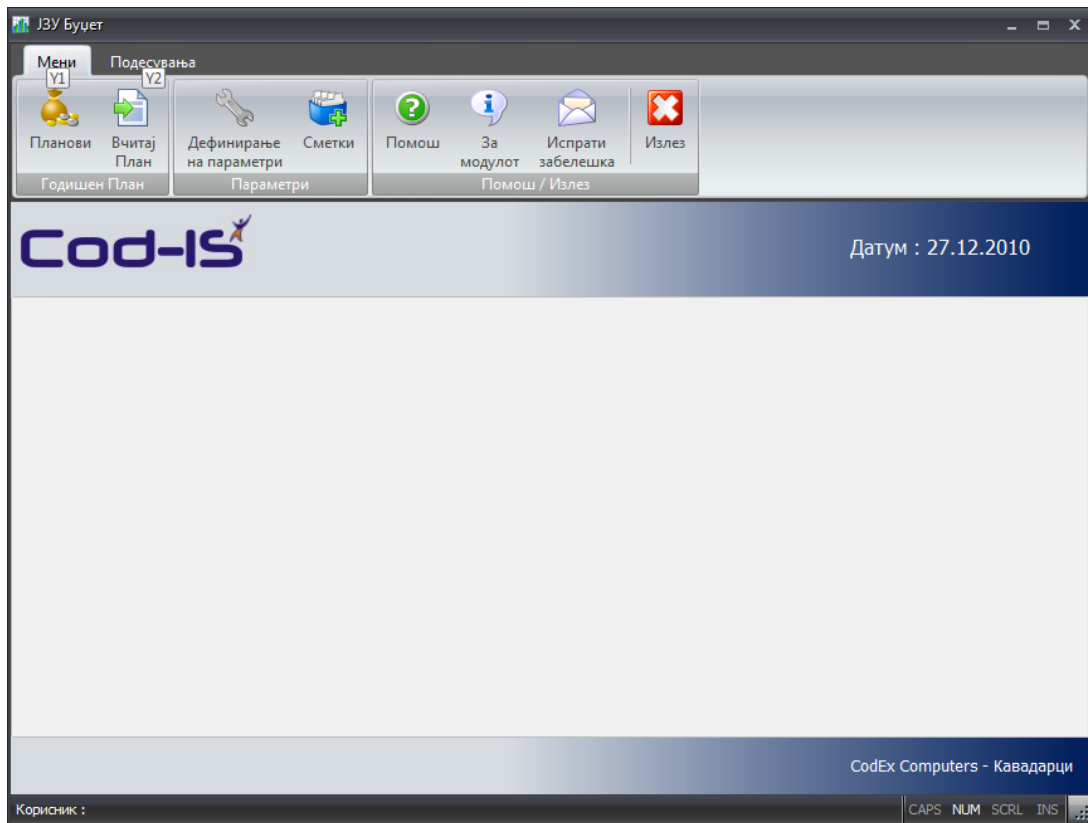 ЈЗУ Буџет
Мени Подесувања
Y1 Y2
Планови Вчитај План Дефинирање на параметри Сметки Помош За модулот Испрати забелешка Излез
Годишен План Параметри Помош / Излез
Cod-IS
Датум : 27.12.2010
CodEx Computers - Кавадарци
Корисник :
CAPS NUM SCRL INS